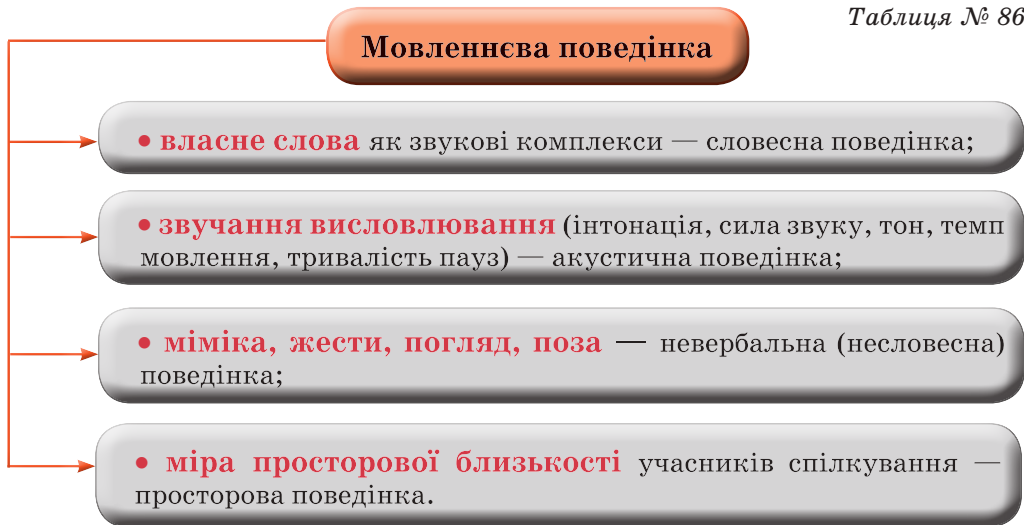 Таблиця № 86
Мовленнєва поведінка
• власне слова як звукові комплекси — словесна поведінка;
• звучання висловлювання (інтонація, сила звуку, тон, темп
мовлення, тривалість пауз) — акустична поведінка;
• міміка, жести, погляд, поза — невербальна (несловесна)
поведінка;
• міра просторової близькості учасників спілкування —
просторова поведінка.